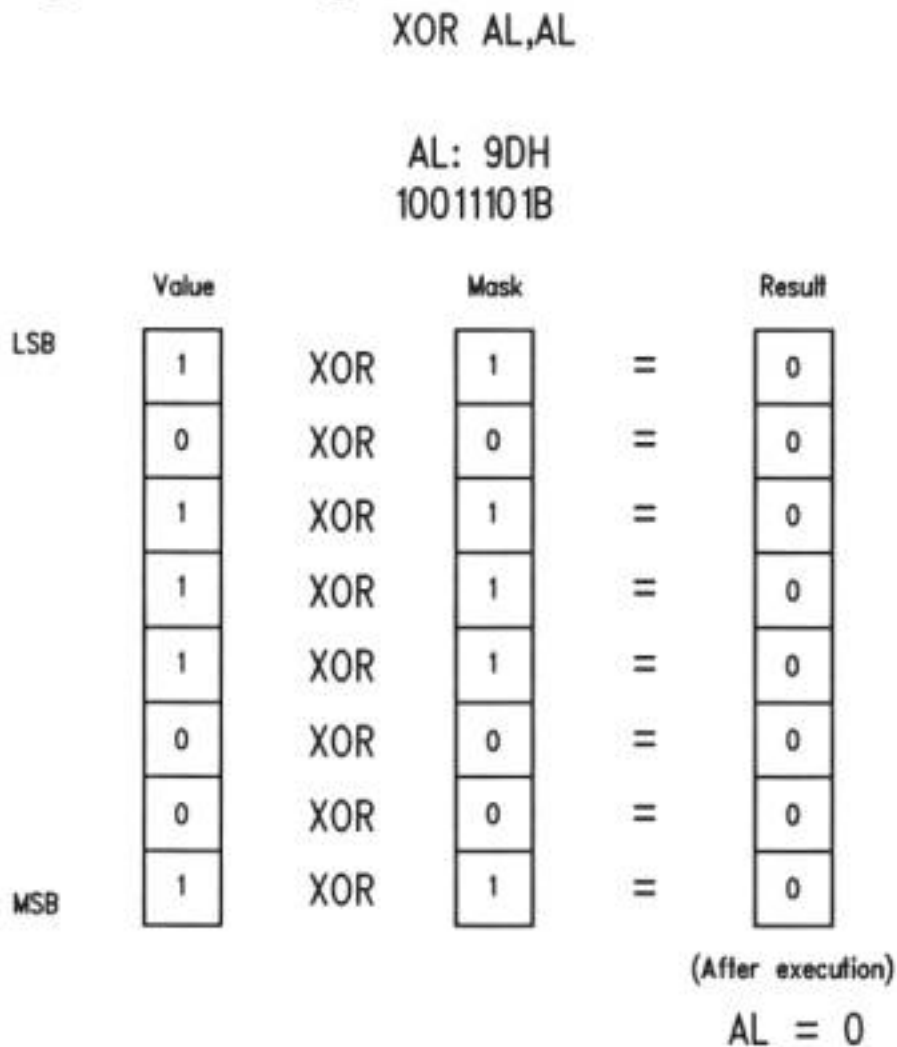 XOR AL,AL
AL: 9DH
10011101B
Value Mask Result
LSB 1 XOR 1 = 0
0 XOR 0 = 0
1 XOR 1 = 0
1 XOR 1 = 0
1 XOR 1 = 0
0 XOR 0 = 0
0 XOR 0 = 0
MSB 1 XOR 1 = 0
(After execution)
AL = 0